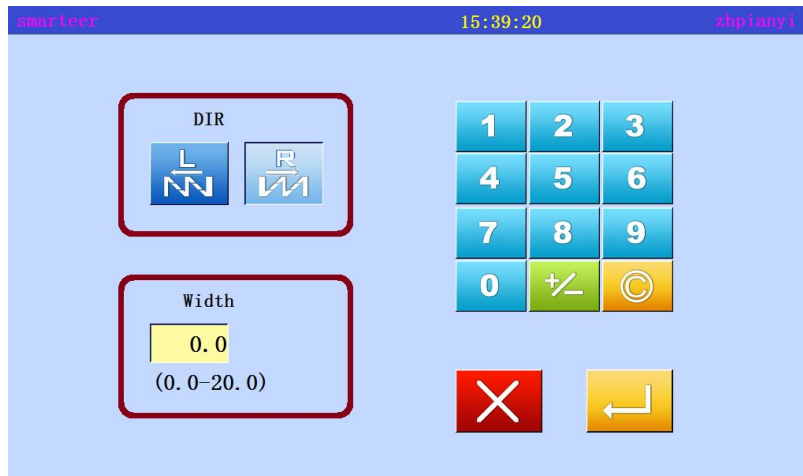 smarteer 15:39:20 zhpianyi
DIR
L R
Width
0.0
(0.0-20.0)
1 2 3
4 5 6
7 8 9
0 +/- ©